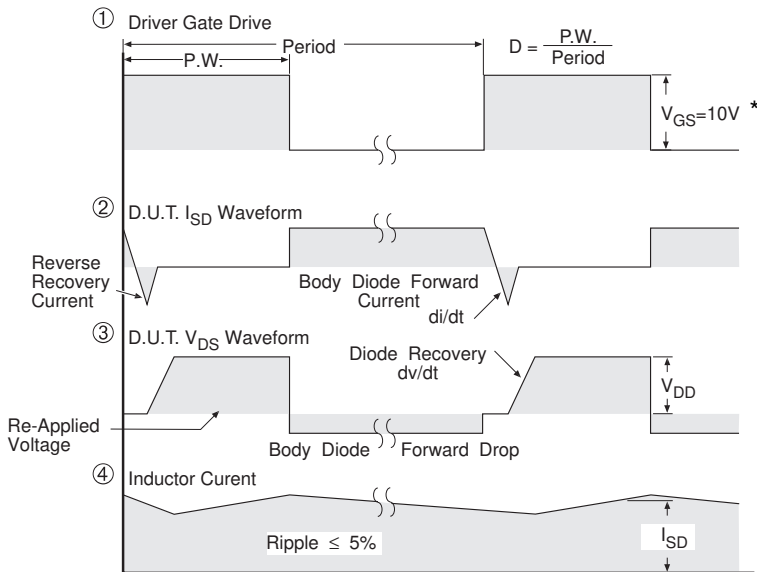 ① Driver Gate Drive
Period
P.W.
D = P.W.
Period
V_GS=10V *
② D.U.T. I_SD Waveform
Reverse
Recovery
Current
Body Diode Forward
Current
di/dt
③ D.U.T. V_DS Waveform
Diode Recovery
dv/dt
V_DD
Re-Applied
Voltage
Body Diode Forward Drop
④ Inductor Curent
Ripple ≤ 5%
I_SD